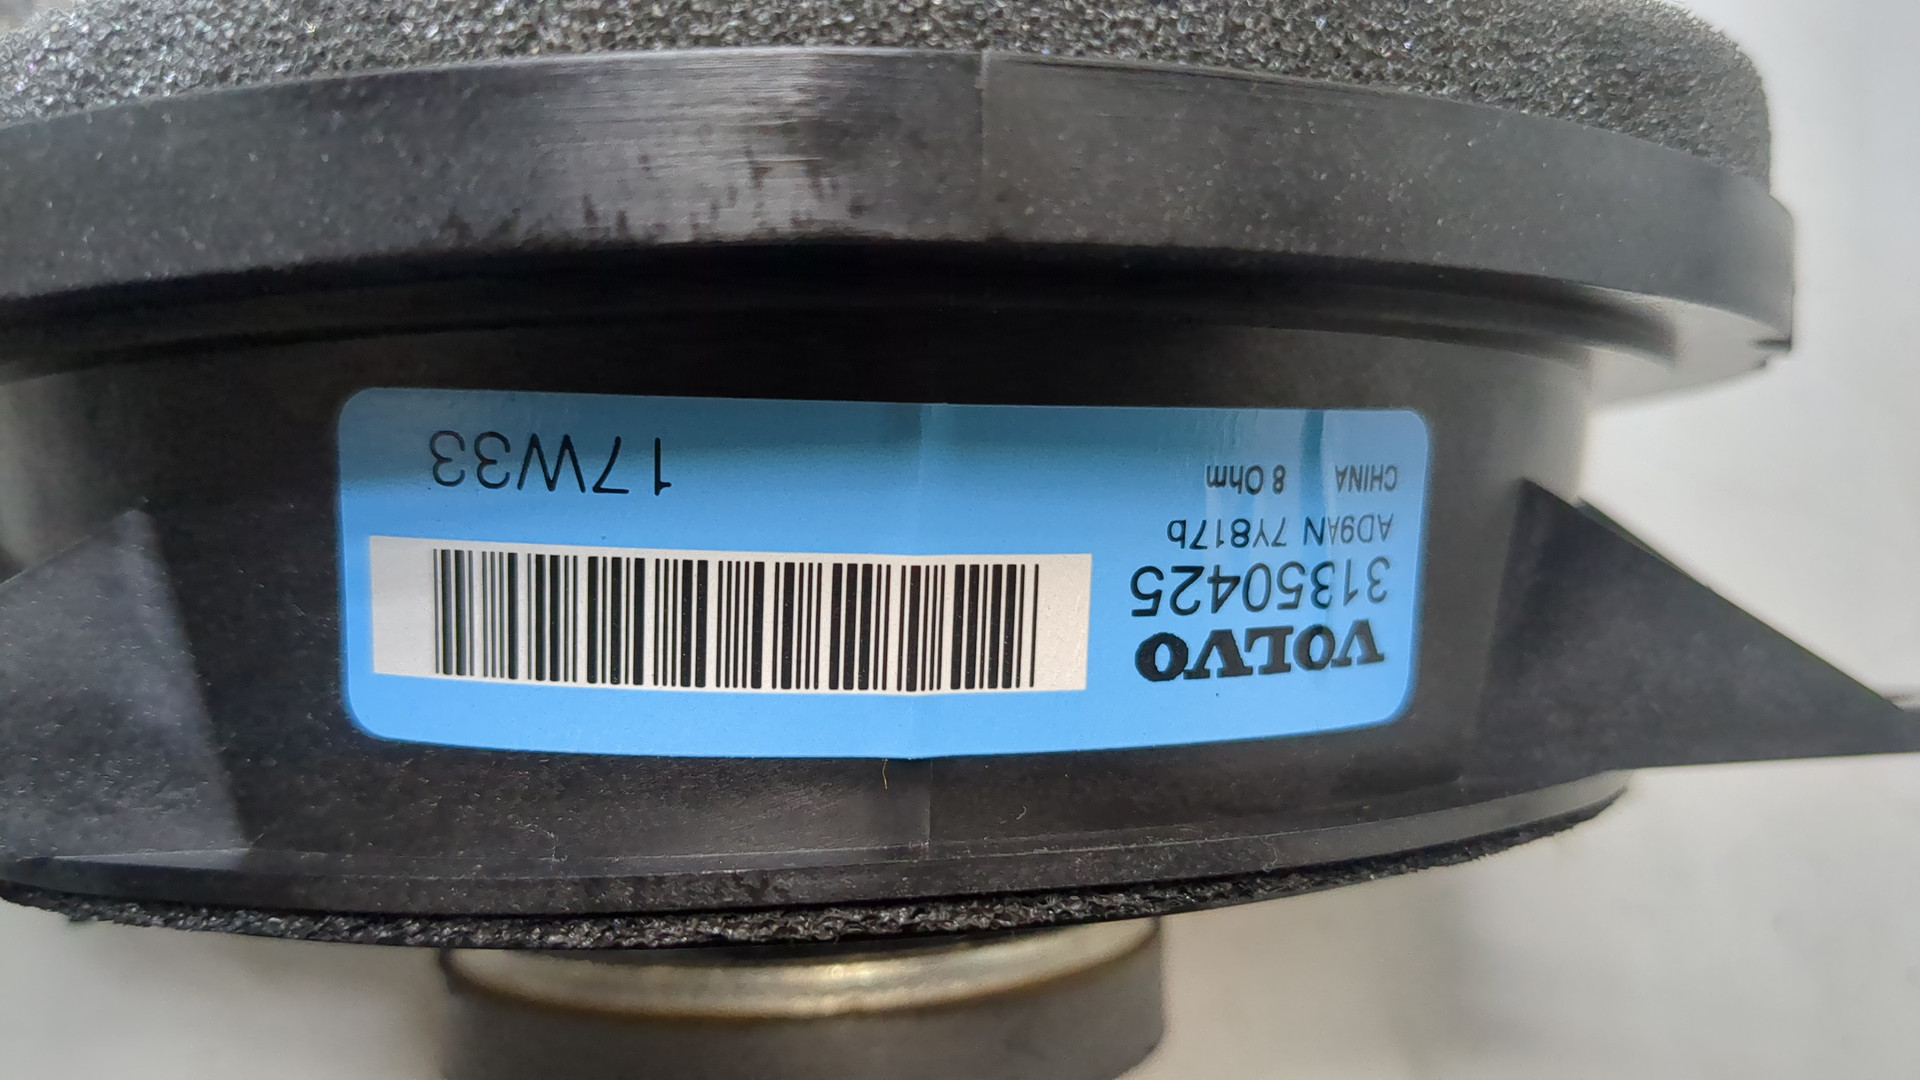 VOLVO
31350425
AD9AN 7Y817b
CHINA 8 Ohm
17W33